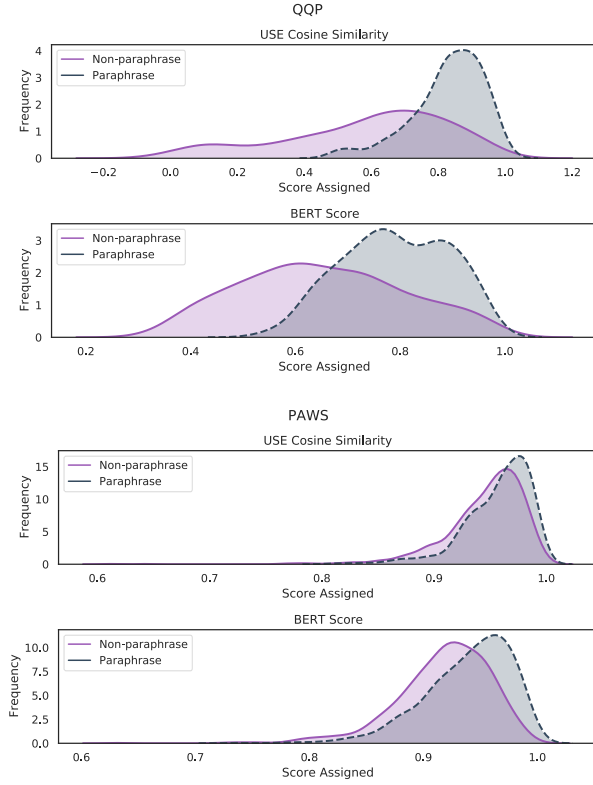 QQP
USE Cosine Similarity
Non-paraphrase
Paraphrase
Frequency
4
3
2
1
0
−0.2 0.0 0.2 0.4 0.6 0.8 1.0 1.2
Score Assigned
BERT Score
Non-paraphrase
Paraphrase
Frequency
3
2
1
0
0.2 0.4 0.6 0.8 1.0
Score Assigned
PAWS
USE Cosine Similarity
Non-paraphrase
Paraphrase
Frequency
15
10
5
0
0.6 0.7 0.8 0.9 1.0
Score Assigned
BERT Score
Non-paraphrase
Paraphrase
Frequency
10.0
7.5
5.0
2.5
0.0
0.6 0.7 0.8 0.9 1.0
Score Assigned